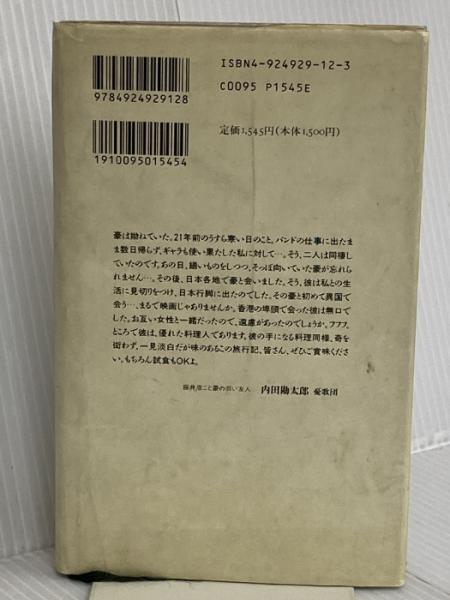 ISBN4-924929-12-3
C0095 P1545E
9784924929128
定価1,545円(本体1,500円)
1910095015454
豪は拗ねていた。21年前のうすら寒い日のこと。バンドの仕事に出たま
ま数日帰らず、ギャラも使い果たした私に対して…。そう、二人は同棲し
ていたのです。あの日、繕いものをしつつ、そっぽ向いていた豪が忘れら
れません…。その後、日本各地で豪と会いました。そう、彼は私との生
活に見切りをつけ、日本行脚に出たのでした。その豪と初めて異国で
会う…、まるで映画じゃありませんか。香港の埠頭で会った彼は無口で
した。お互い女性と一緒だったので、遠慮があったのでしょうか。フフフ。
ところで彼は、優れた料理人であります。彼の手になる料理同様、奇を
衒わず、一見淡白だが味のあるこの旅行記、皆さん、ぜひご賞味くださ
い。もちろん試食もOKよ。
こと豪の古い友人 内田勘太郎 憂歌団